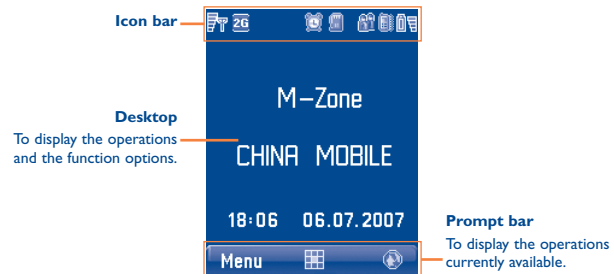 Icon bar
2G
M-Zone
Desktop
To display the operations
and the function options.
CHINA MOBILE
18:06 06.07.2007
Prompt bar
To display the operations
currently available.
Menu